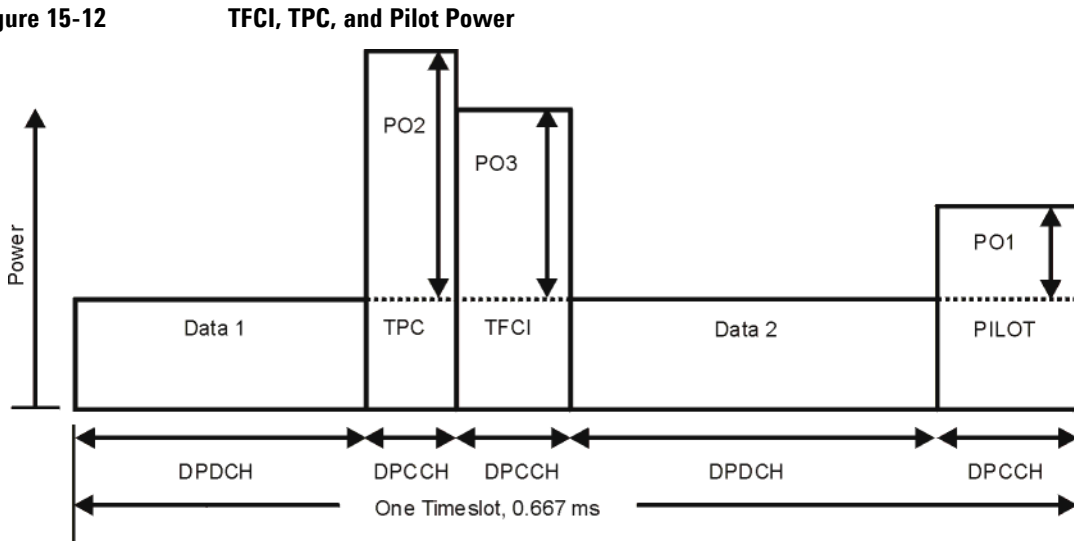 gure 15-12 TFCI, TPC, and Pilot Power
PO2
PO3
PO1
Power
Data 1
TPC
TFCI
Data 2
PILOT
DPDCH
DPCCH
DPCCH
DPDCH
DPCCH
One Timeslot, 0.667 ms